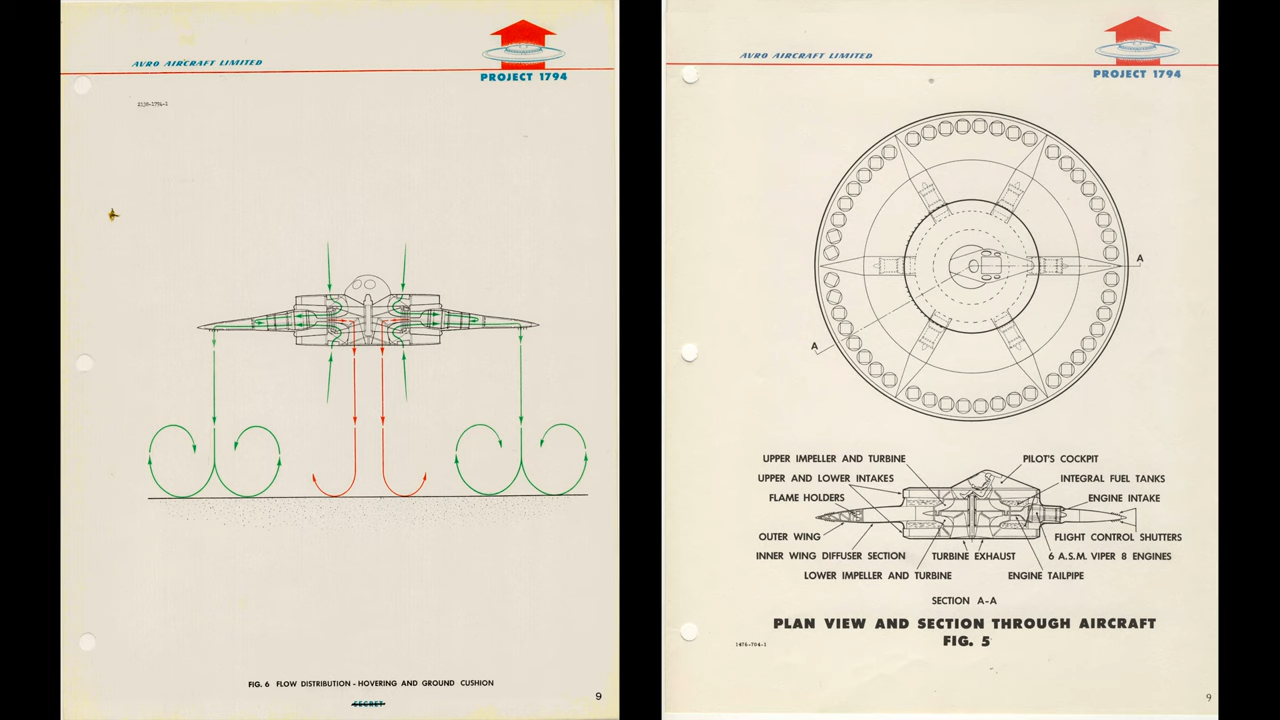 AVRO AIRCRAFT LIMITED
PROJECT 1794
FIG. 6 FLOW DISTRIBUTION - HOVERING AND GROUND CUSHION
SECRET
9
AVRO AIRCRAFT LIMITED
PROJECT 1794
A
A
UPPER IMPELLER AND TURBINE
PILOT'S COCKPIT
UPPER AND LOWER INTAKES
INTEGRAL FUEL TANKS
FLAME HOLDERS
ENGINE INTAKE
OUTER WING
FLIGHT CONTROL SHUTTERS
INNER WING DIFFUSER SECTION
TURBINE EXHAUST
6 A.S.M. VIPER 8 ENGINES
LOWER IMPELLER AND TURBINE
ENGINE TAILPIPE
SECTION A-A
PLAN VIEW AND SECTION THROUGH AIRCRAFT
FIG. 5
1476-704-1
9